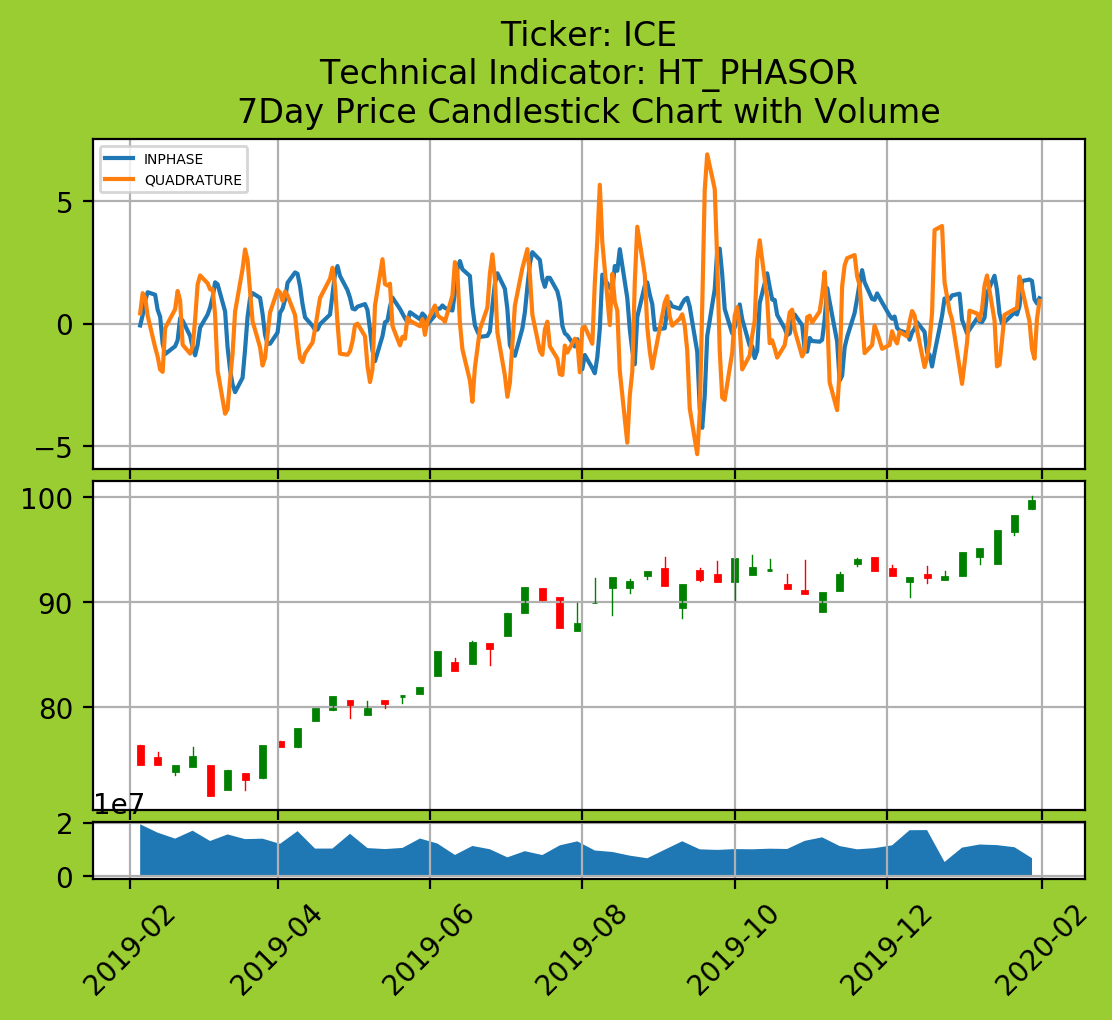 Ticker: ICE
Technical Indicator: HT_PHASOR
7Day Price Candlestick Chart with Volume
INPHASE
QUADRATURE
5
0
−5
100
90
80
1e7
2
0
2019-02
2019-04
2019-06
2019-08
2019-10
2019-12
2020-02